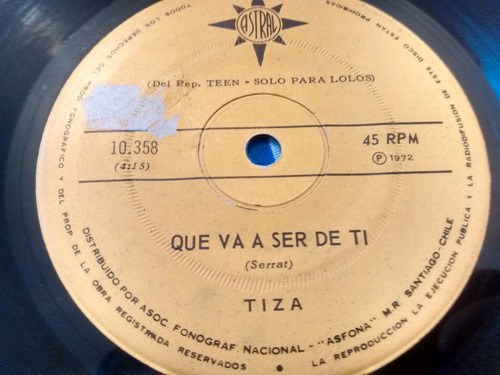 ASTRAL
(Del Rep. TEEN - SOLO PARA LOLOS)
10.358
(4:15)
45 RPM
P 1972
QUE VA A SER DE TI
(Serrat)
TIZA
DISTRIBUIDO POR ASOC. FONOGRAF. NACIONAL - "ASFONA" M.R. SANTIAGO-CHILE
TODOS LOS DERECHOS DEL PROD. FONOGRAFICO Y DEL PROP. DE LA OBRA REGISTRADA RESERVADOS • LA REPRODUCCION LA EJECUCION PUBLICA Y LA RADIODIFUSION DE ESTE DISCO ESTAN PROHIBIDAS